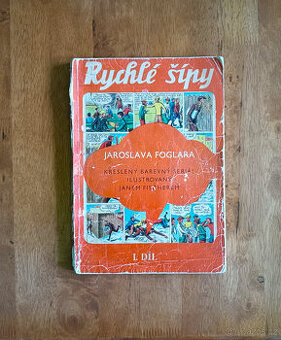 Rychlé šípy
JAROSLAVA FOGLARA
KRESLENÝ BAREVNÝ SERIÁL
ILUSTROVANÝ
JANEM FISCHEREM
I. DÍL